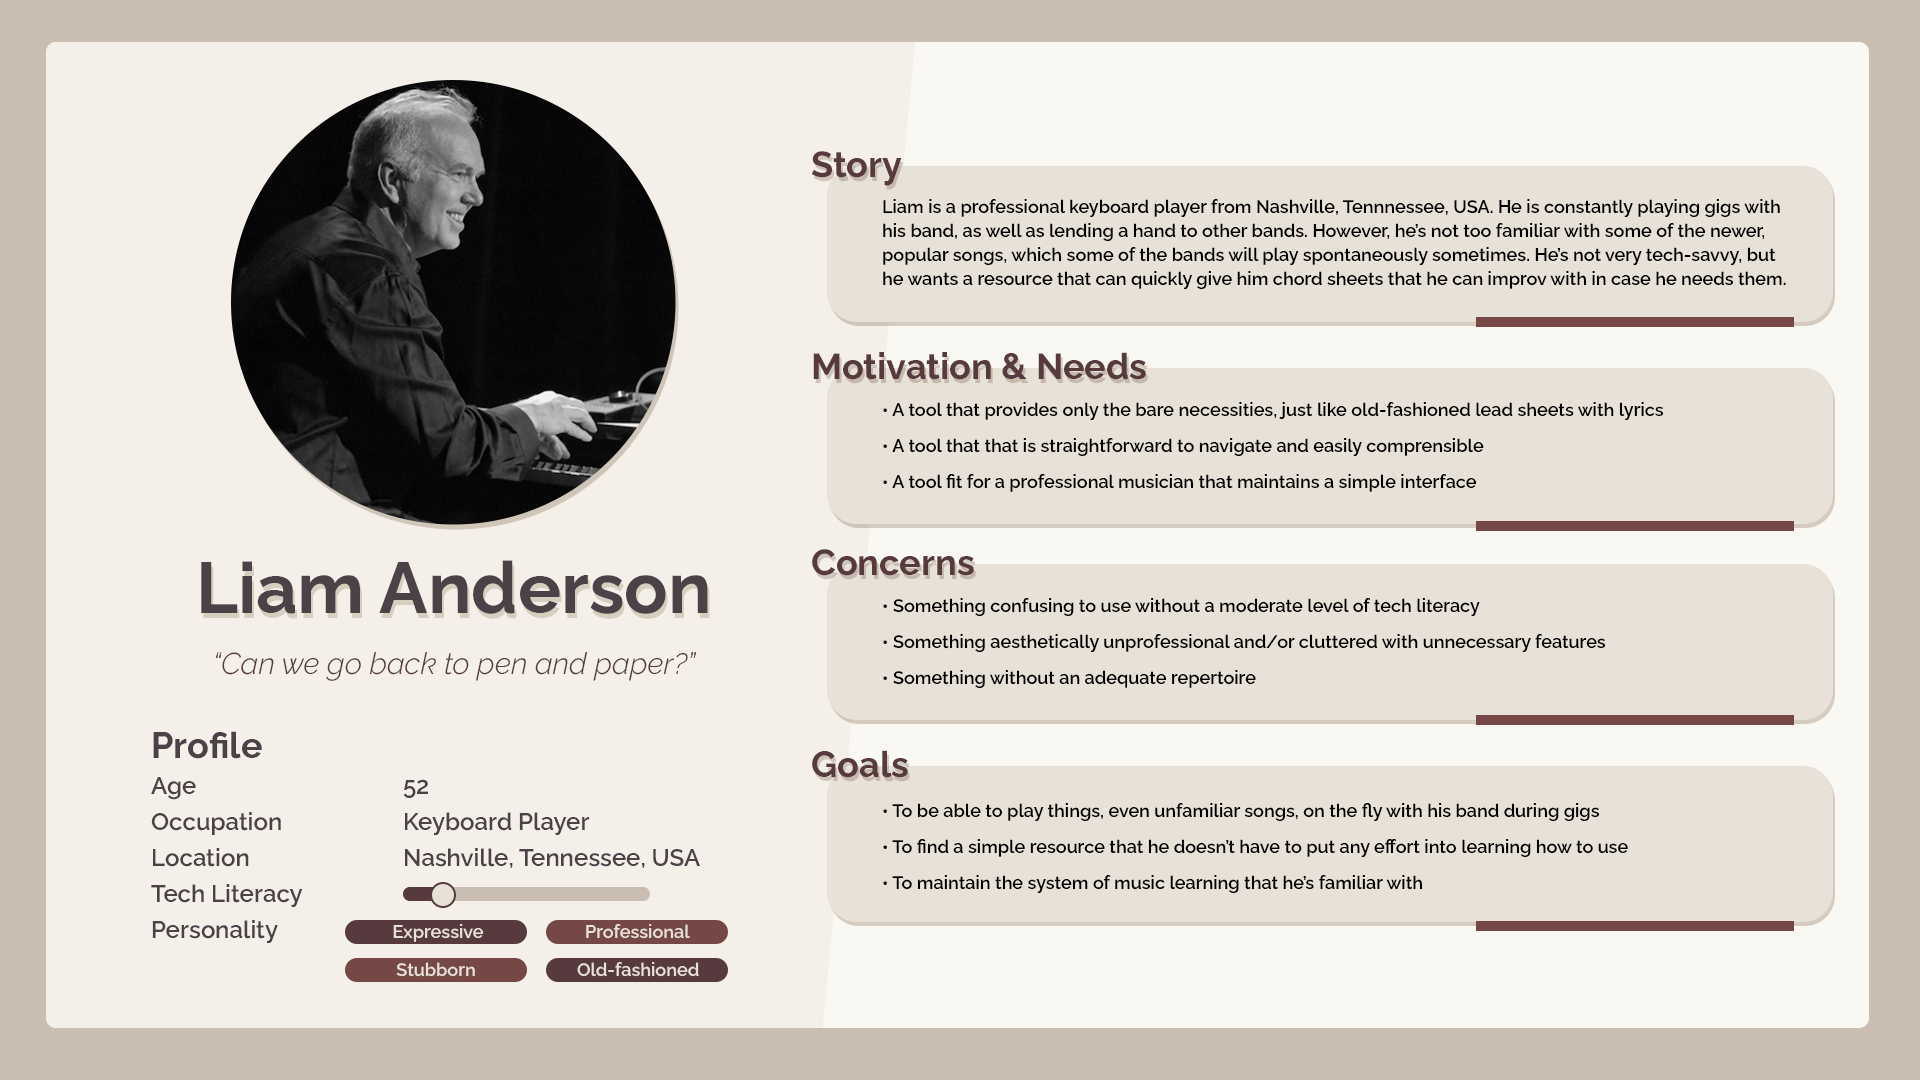 Liam Anderson
“Can we go back to pen and paper?”
Profile
Age 52
Occupation Keyboard Player
Location Nashville, Tennessee, USA
Tech Literacy
Personality Expressive Professional
Stubborn Old-fashioned
Story
Liam is a professional keyboard player from Nashville, Tennnessee, USA. He is constantly playing gigs with
his band, as well as lending a hand to other bands. However, he’s not too familiar with some of the newer,
popular songs, which some of the bands will play spontaneously sometimes. He’s not very tech-savvy, but
he wants a resource that can quickly give him chord sheets that he can improv with in case he needs them.
Motivation & Needs
• A tool that provides only the bare necessities, just like old-fashioned lead sheets with lyrics
• A tool that that is straightforward to navigate and easily comprensible
• A tool fit for a professional musician that maintains a simple interface
Concerns
• Something confusing to use without a moderate level of tech literacy
• Something aesthetically unprofessional and/or cluttered with unnecessary features
• Something without an adequate repertoire
Goals
• To be able to play things, even unfamiliar songs, on the fly with his band during gigs
• To find a simple resource that he doesn’t have to put any effort into learning how to use
• To maintain the system of music learning that he’s familiar with